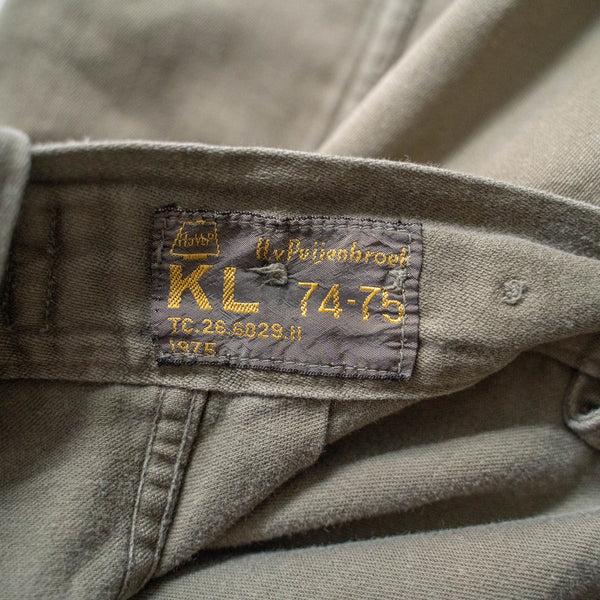 HaVeP
H.v Puijenbroek
KL 74-75
TC.26.6029.II
1975